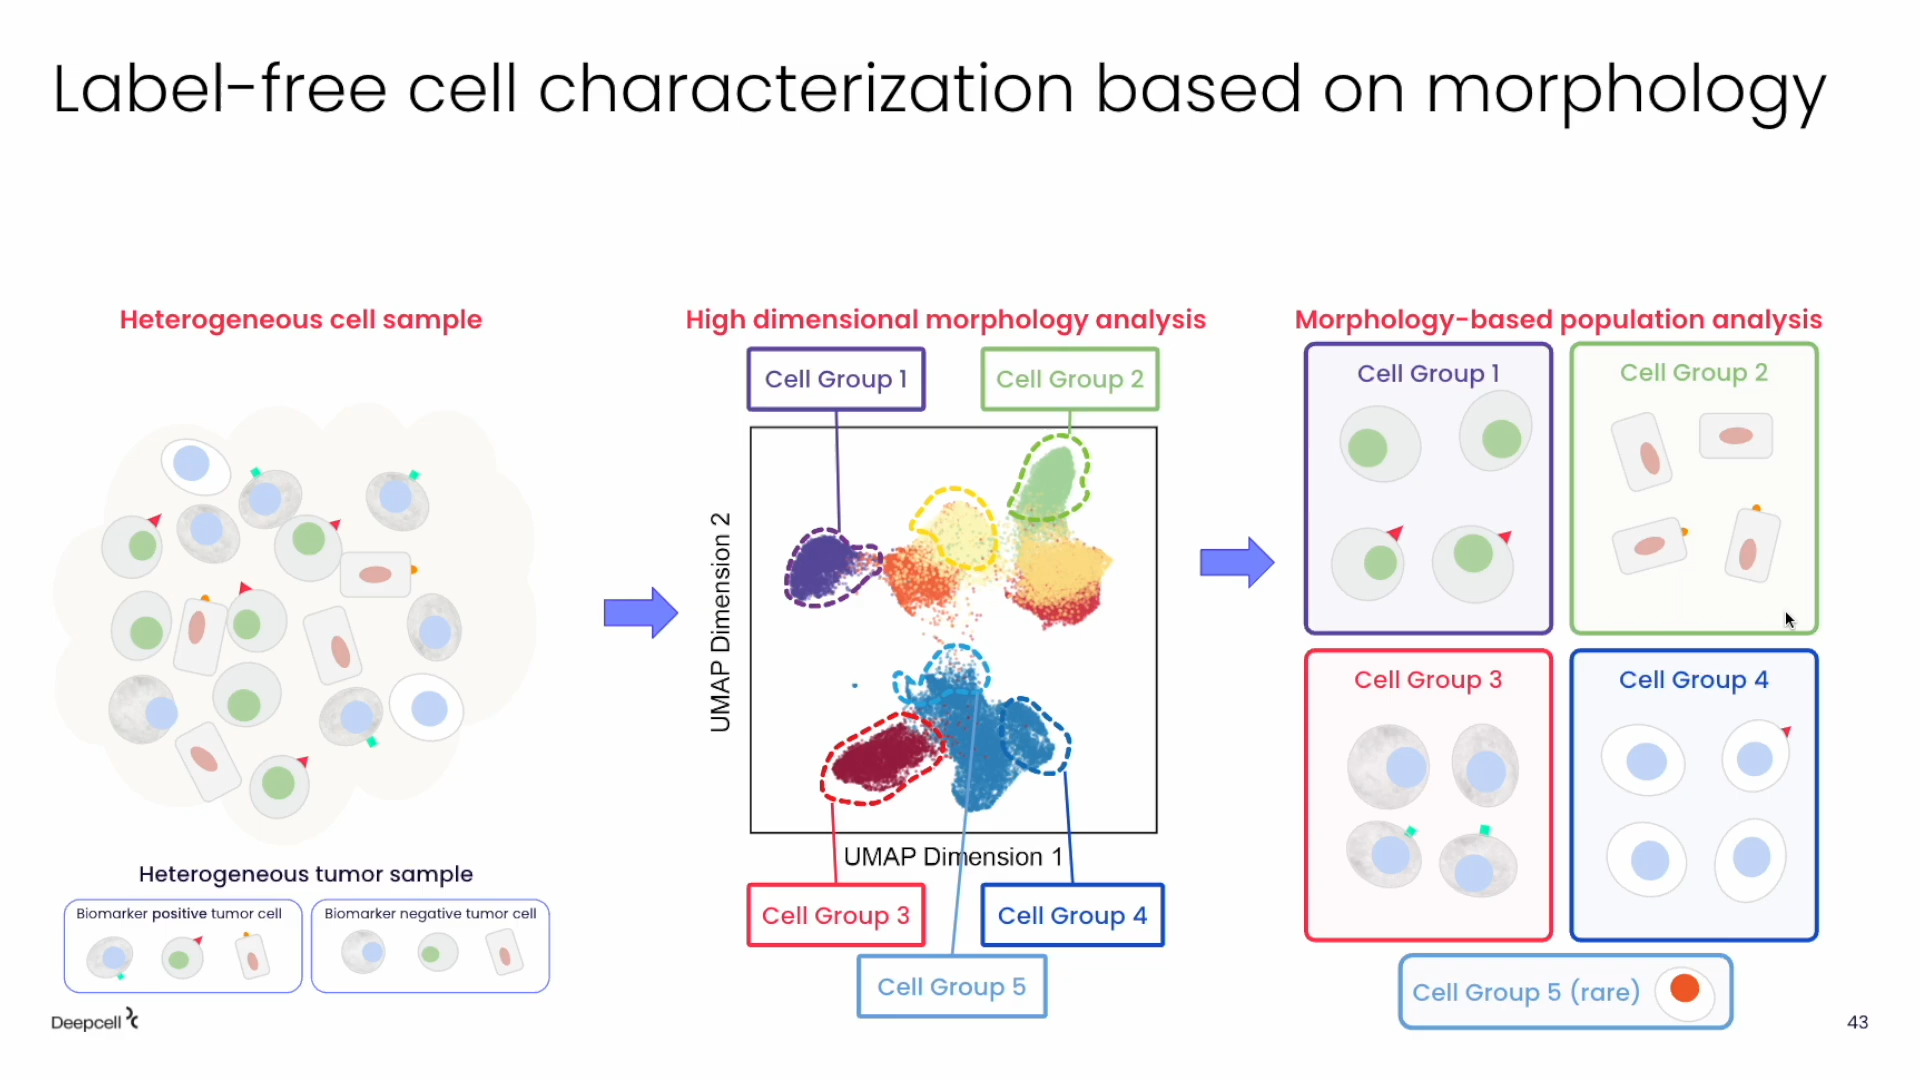 Label-free cell characterization based on morphology
Heterogeneous cell sample
Heterogeneous tumor sample
Biomarker positive tumor cell
Biomarker negative tumor cell
High dimensional morphology analysis
Cell Group 1
Cell Group 2
UMAP Dimension 2
UMAP Dimension 1
Cell Group 3
Cell Group 4
Cell Group 5
Morphology-based population analysis
Cell Group 1
Cell Group 2
Cell Group 3
Cell Group 4
Cell Group 5 (rare)
Deepcell
43